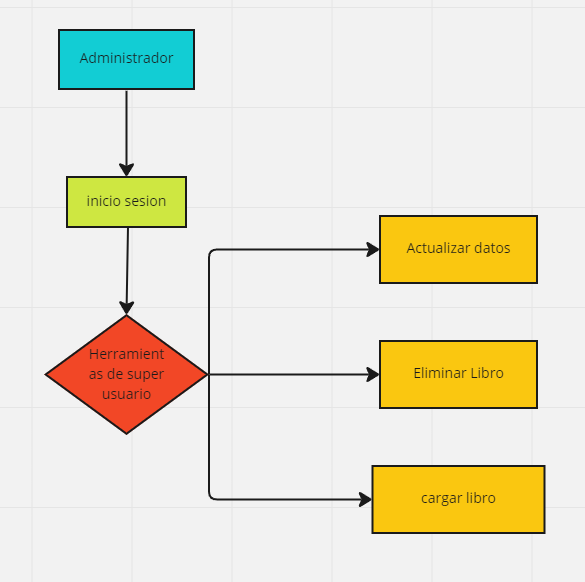 Administrador
inicio sesion
Herramient
as de super
usuario
Actualizar datos
Eliminar Libro
cargar libro